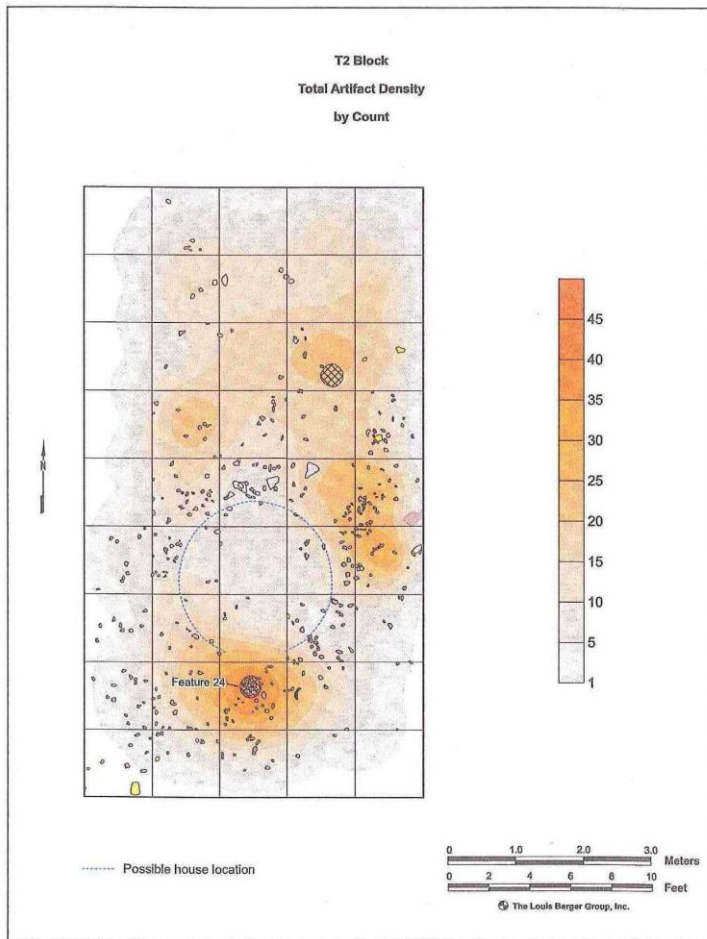 T2 Block
Total Artifact Density
by Count
45
40
35
30
25
20
15
10
5
1
N
Feature 24
Possible house location
0 1.0 2.0 3.0
Meters
0 2 4 6 8 10
Feet
The Louis Berger Group, Inc.